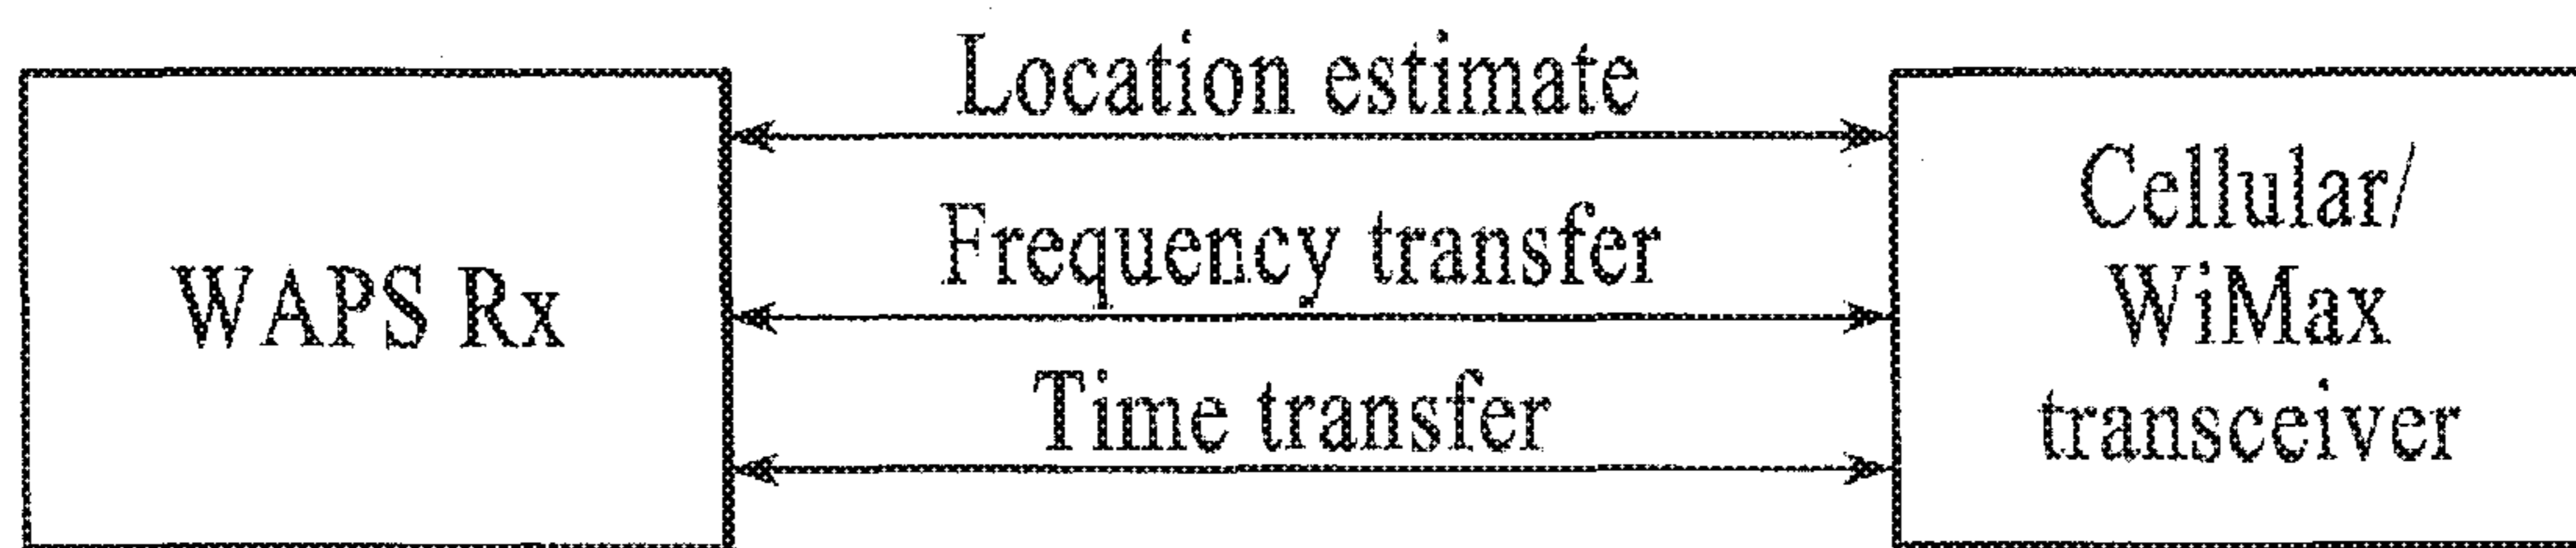 WAPS Rx
Location estimate
Frequency transfer
Time transfer
Cellular/
WiMax
transceiver